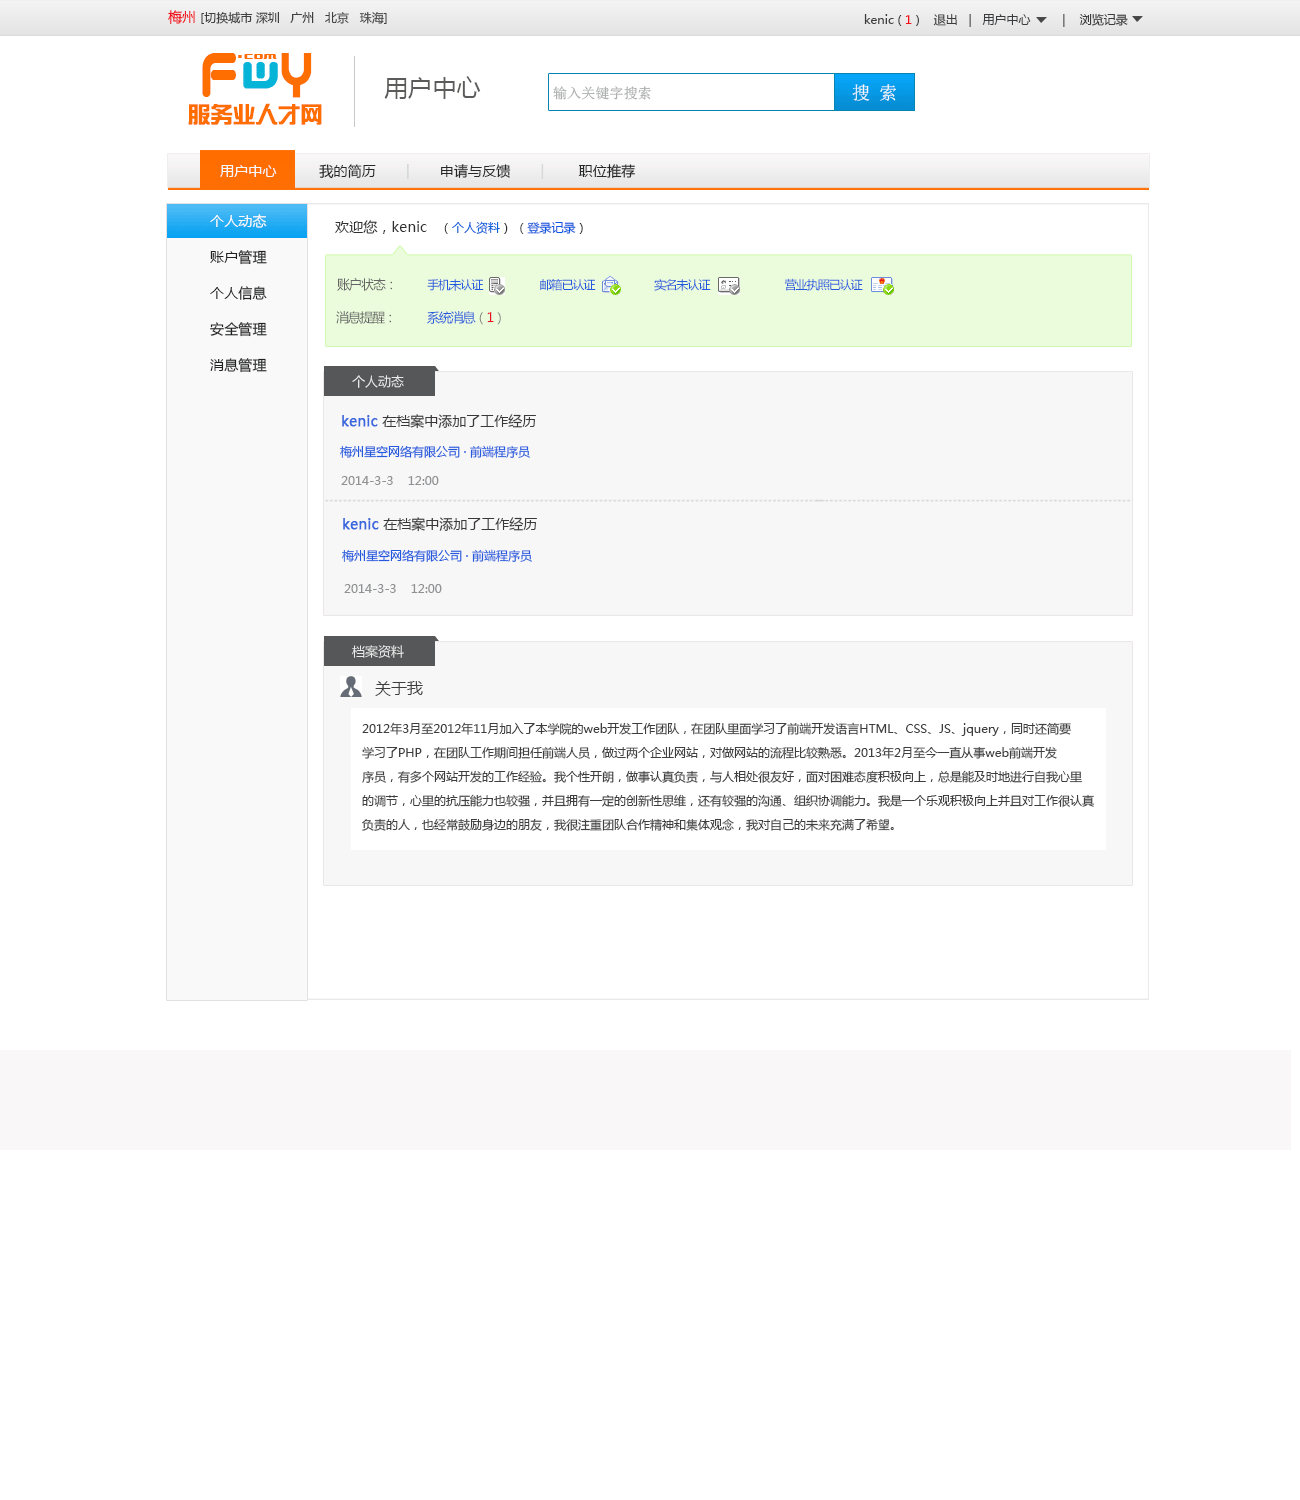 梅州 [切换城市 深圳 广州 北京 珠海]
kenic ( 1 ) 退出 | 用户中心 | 浏览记录
FWY.com
服务业人才网
用户中心
输入关键字搜索
搜 索
用户中心 我的简历 | 申请与反馈 | 职位推荐
个人动态
账户管理
个人信息
安全管理
消息管理
欢迎您，kenic （ 个人资料 ）（ 登录记录 ）
账户状态： 手机未认证 邮箱已认证 实名未认证 营业执照已认证
消息提醒： 系统消息 ( 1 )
个人动态
kenic 在档案中添加了工作经历
梅州星空网络有限公司 · 前端程序员
2014-3-3 12:00
kenic 在档案中添加了工作经历
梅州星空网络有限公司 · 前端程序员
2014-3-3 12:00
档案资料
关于我
2012年3月至2012年11月加入了本学院的web开发工作团队，在团队里面学习了前端开发语言HTML、CSS、JS、jquery，同时还简要
学习了PHP，在团队工作期间担任前端人员，做过两个企业网站，对做网站的流程比较熟悉。2013年2月至今一直从事web前端开发
序员，有多个网站开发的工作经验。我个性开朗，做事认真负责，与人相处很友好，面对困难态度积极向上，总是能及时地进行自我心里
的调节，心里的抗压能力也较强，并且拥有一定的创新性思维，还有较强的沟通、组织协调能力。我是一个乐观积极向上并且对工作很认真
负责的人，也经常鼓励身边的朋友，我很注重团队合作精神和集体观念，我对自己的未来充满了希望。